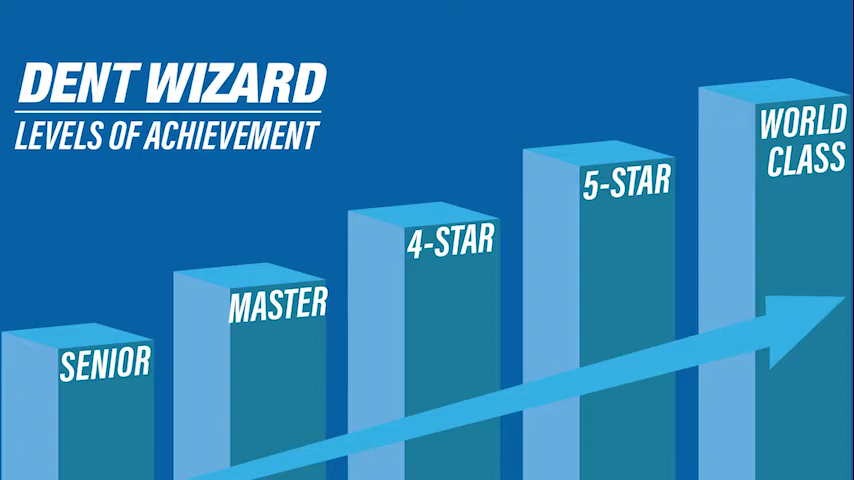 DENT WIZARD
LEVELS OF ACHIEVEMENT
SENIOR
MASTER
4-STAR
5-STAR
WORLD
CLASS